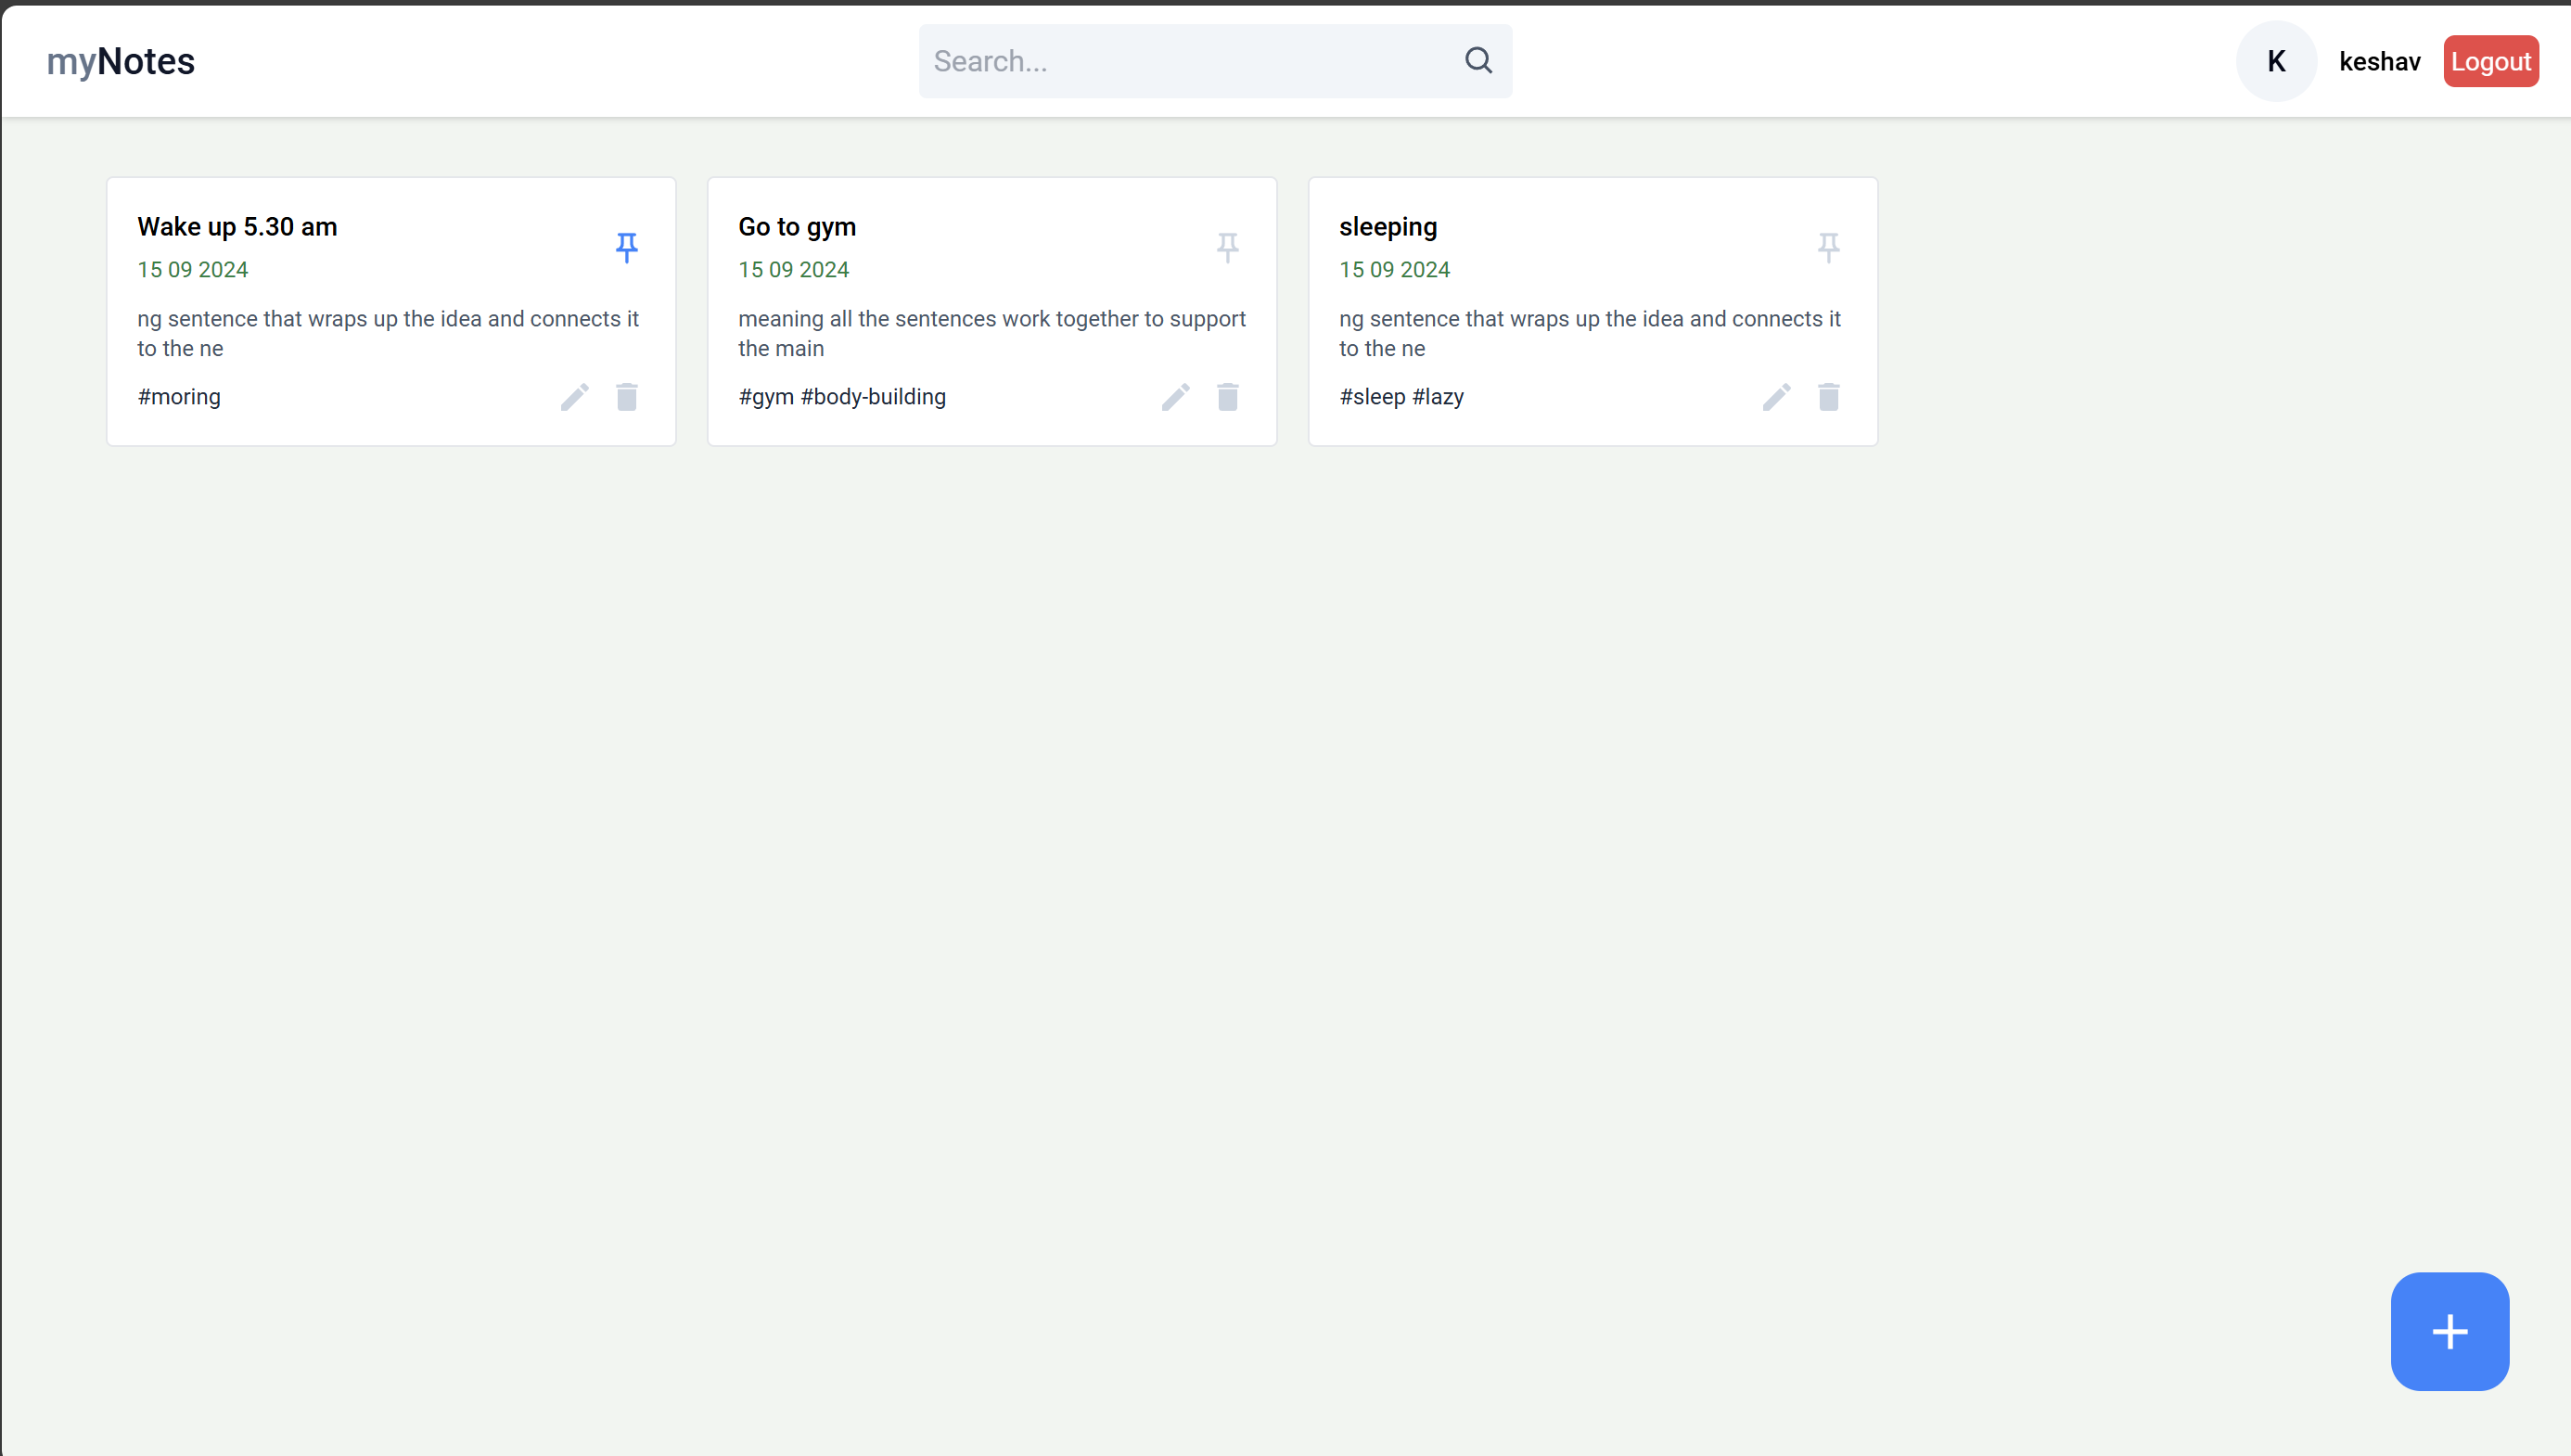 myNotes
Search...
K
keshav
Logout
Wake up 5.30 am
15 09 2024
ng sentence that wraps up the idea and connects it
to the ne
#moring
Go to gym
15 09 2024
meaning all the sentences work together to support
the main
#gym #body-building
sleeping
15 09 2024
ng sentence that wraps up the idea and connects it
to the ne
#sleep #lazy